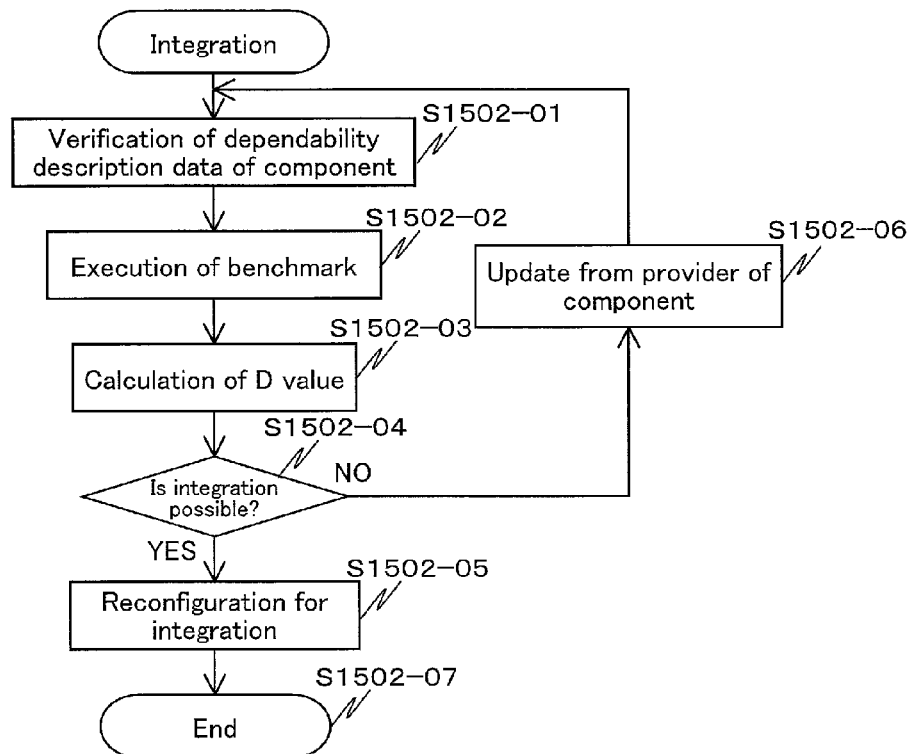 Integration
S1502-01
Verification of dependability
description data of component
S1502-02
Execution of benchmark
S1502-06
Update from provider of
component
S1502-03
Calculation of D value
S1502-04
NO
Is integration
possible?
YES
S1502-05
Reconfiguration for
integration
S1502-07
End